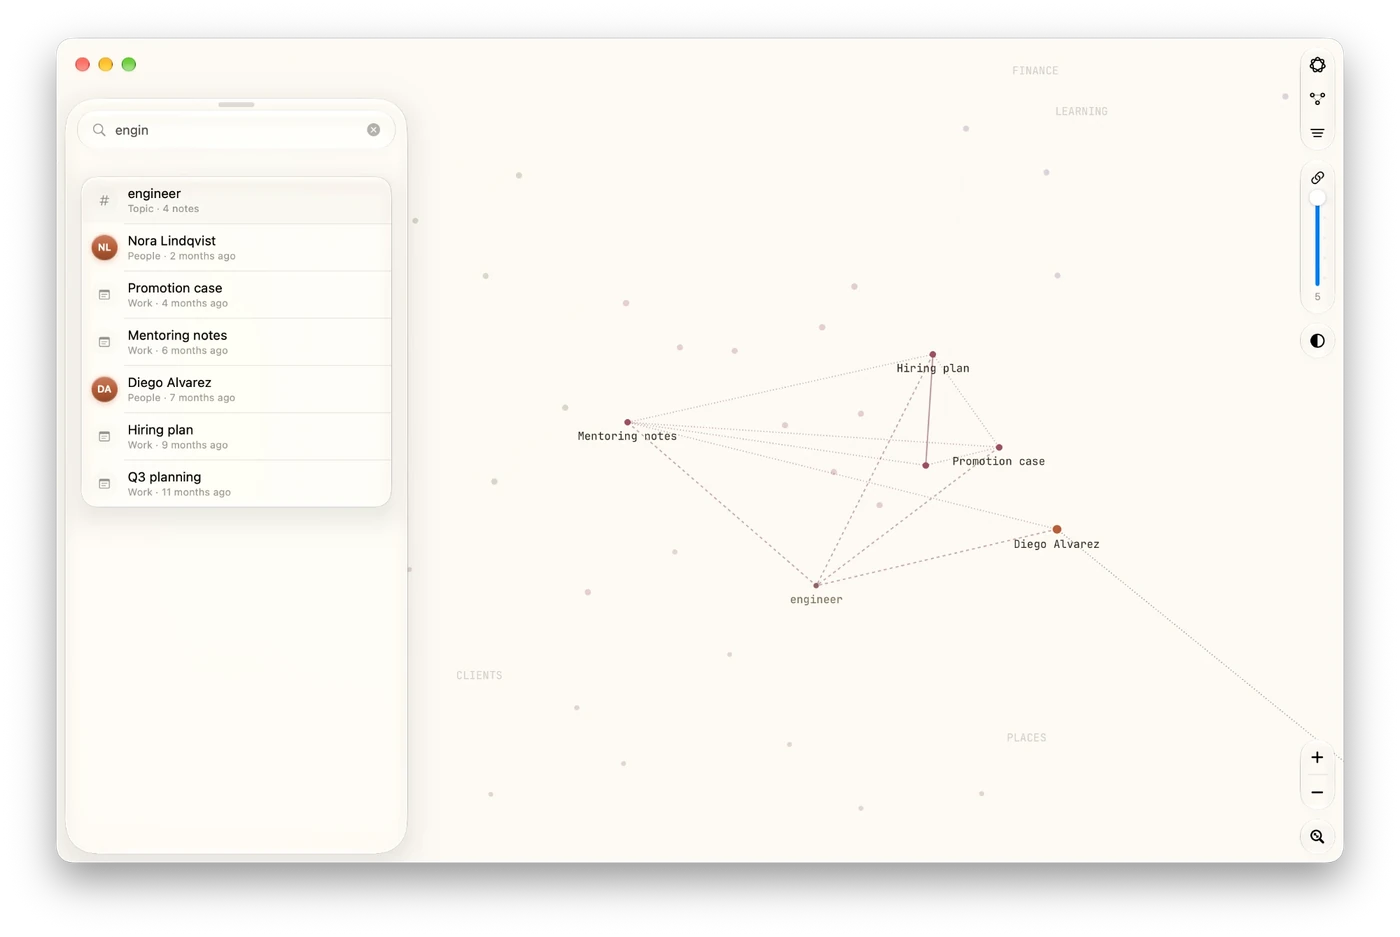 engin
engineer
Topic · 4 notes
NL
Nora Lindqvist
People · 2 months ago
Promotion case
Work · 4 months ago
Mentoring notes
Work · 6 months ago
DA
Diego Alvarez
People · 7 months ago
Hiring plan
Work · 9 months ago
Q3 planning
Work · 11 months ago
FINANCE
LEARNING
Hiring plan
Mentoring notes
Promotion case
Diego Alvarez
engineer
CLIENTS
PLACES
5